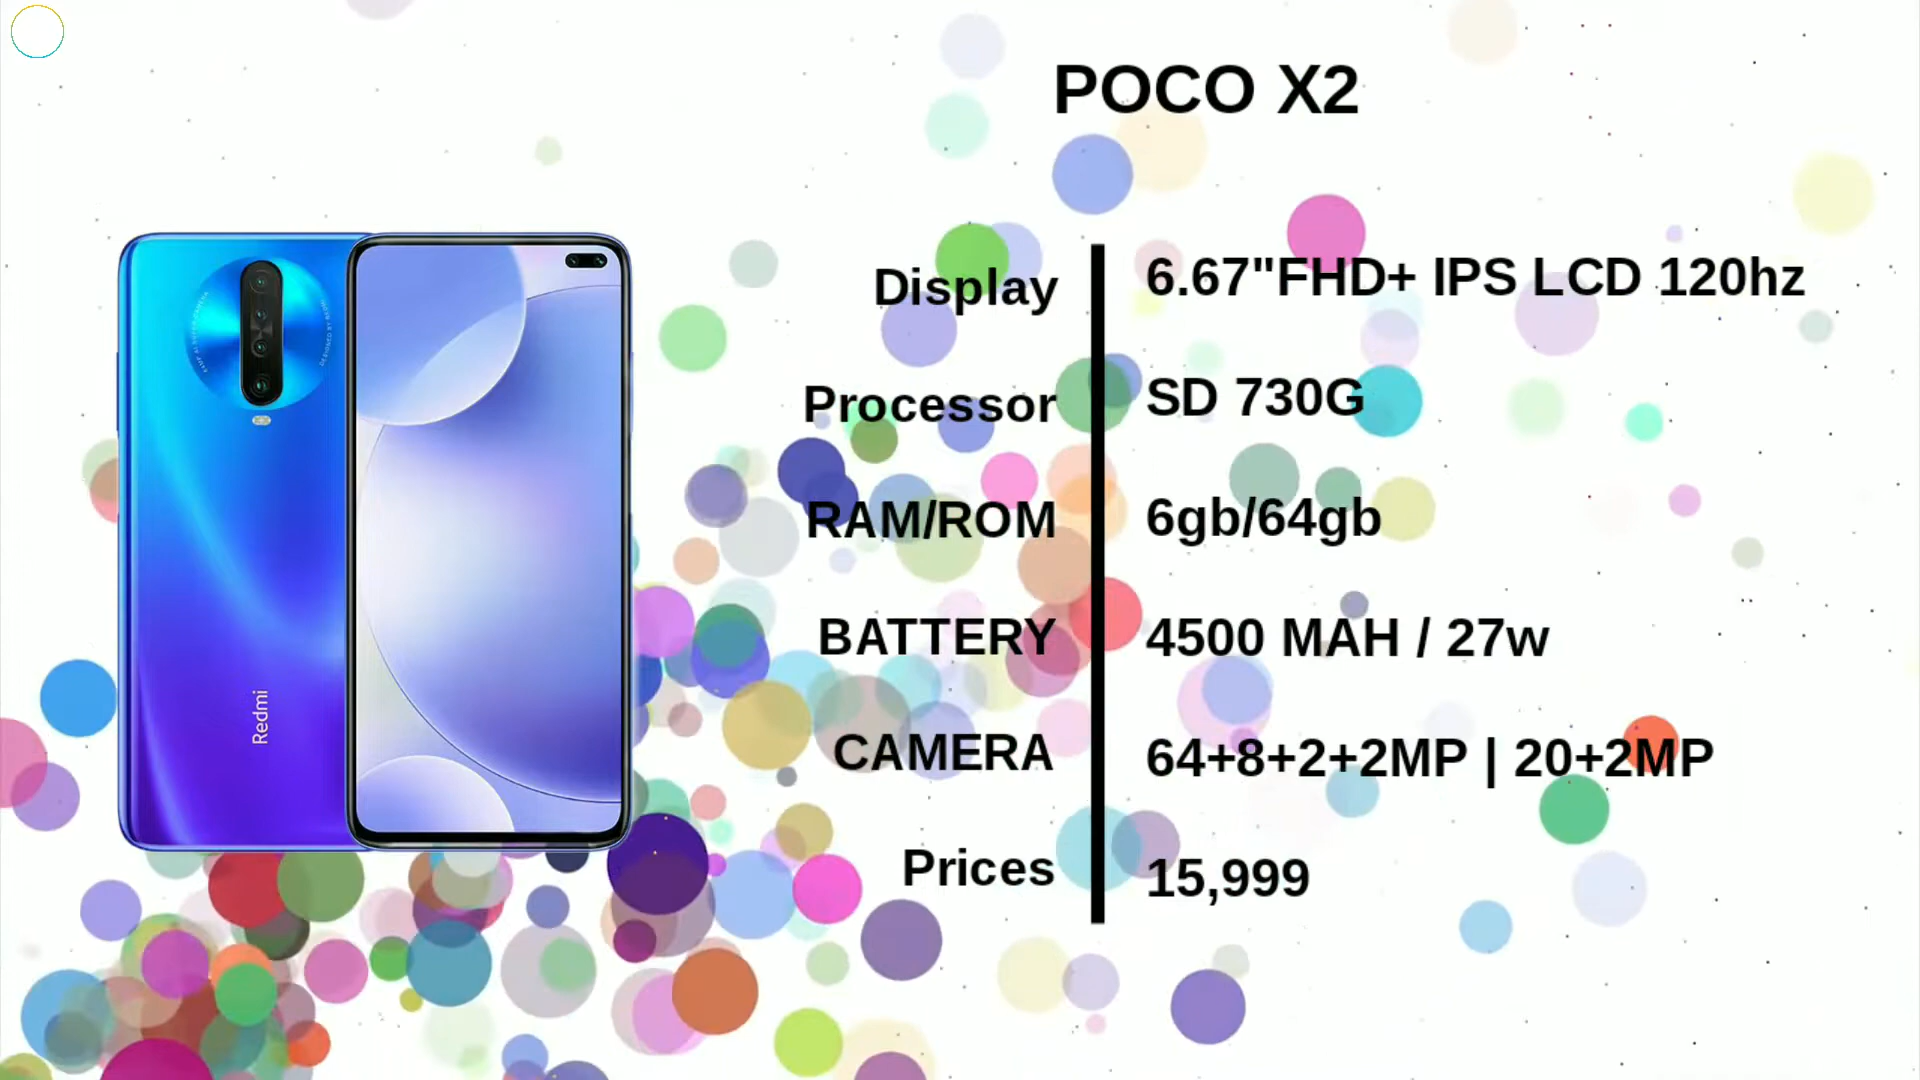 POCO X2
Display
6.67"FHD+ IPS LCD 120hz
Processor
SD 730G
RAM/ROM
6gb/64gb
BATTERY
4500 MAH / 27w
CAMERA
64+8+2+2MP | 20+2MP
Prices
15,999
Redmi